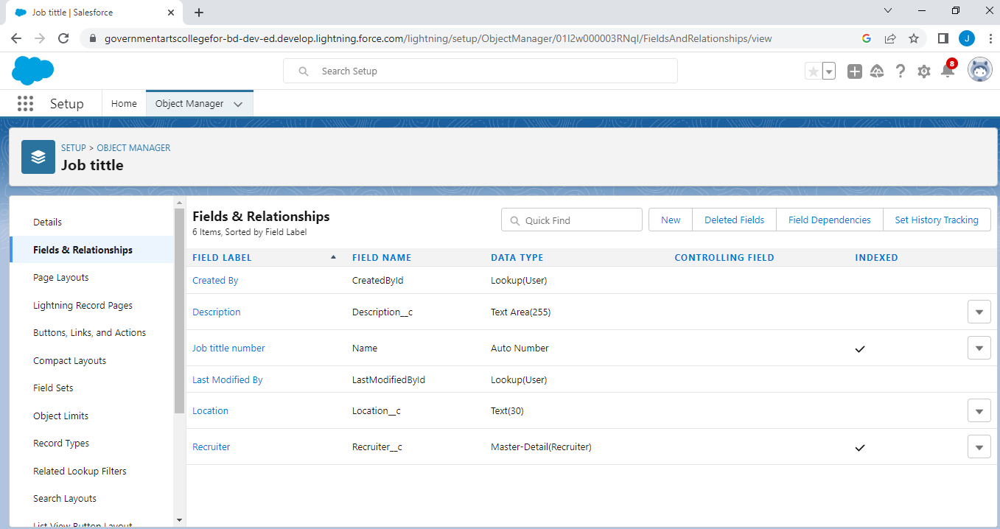 Job tittle | Salesforce
governmentartscollegefor-bd-dev-ed.develop.lightning.force.com/lightning/setup/ObjectManager/01I2w000003RNqI/FieldsAndRelationships/view
J
Search Setup
8
Setup
Home
Object Manager
SETUP > OBJECT MANAGER
Job tittle
Details
Fields & Relationships
Page Layouts
Lightning Record Pages
Buttons, Links, and Actions
Compact Layouts
Field Sets
Object Limits
Record Types
Related Lookup Filters
Search Layouts
List View Button Layout
Fields & Relationships
6 Items, Sorted by Field Label
Quick Find
New
Deleted Fields
Field Dependencies
Set History Tracking
FIELD LABEL FIELD NAME DATA TYPE CONTROLLING FIELD INDEXED
Created By CreatedById Lookup(User)
Description Description__c Text Area(255)
Job tittle number Name Auto Number
Last Modified By LastModifiedById Lookup(User)
Location Location__c Text(30)
Recruiter Recruiter__c Master-Detail(Recruiter)